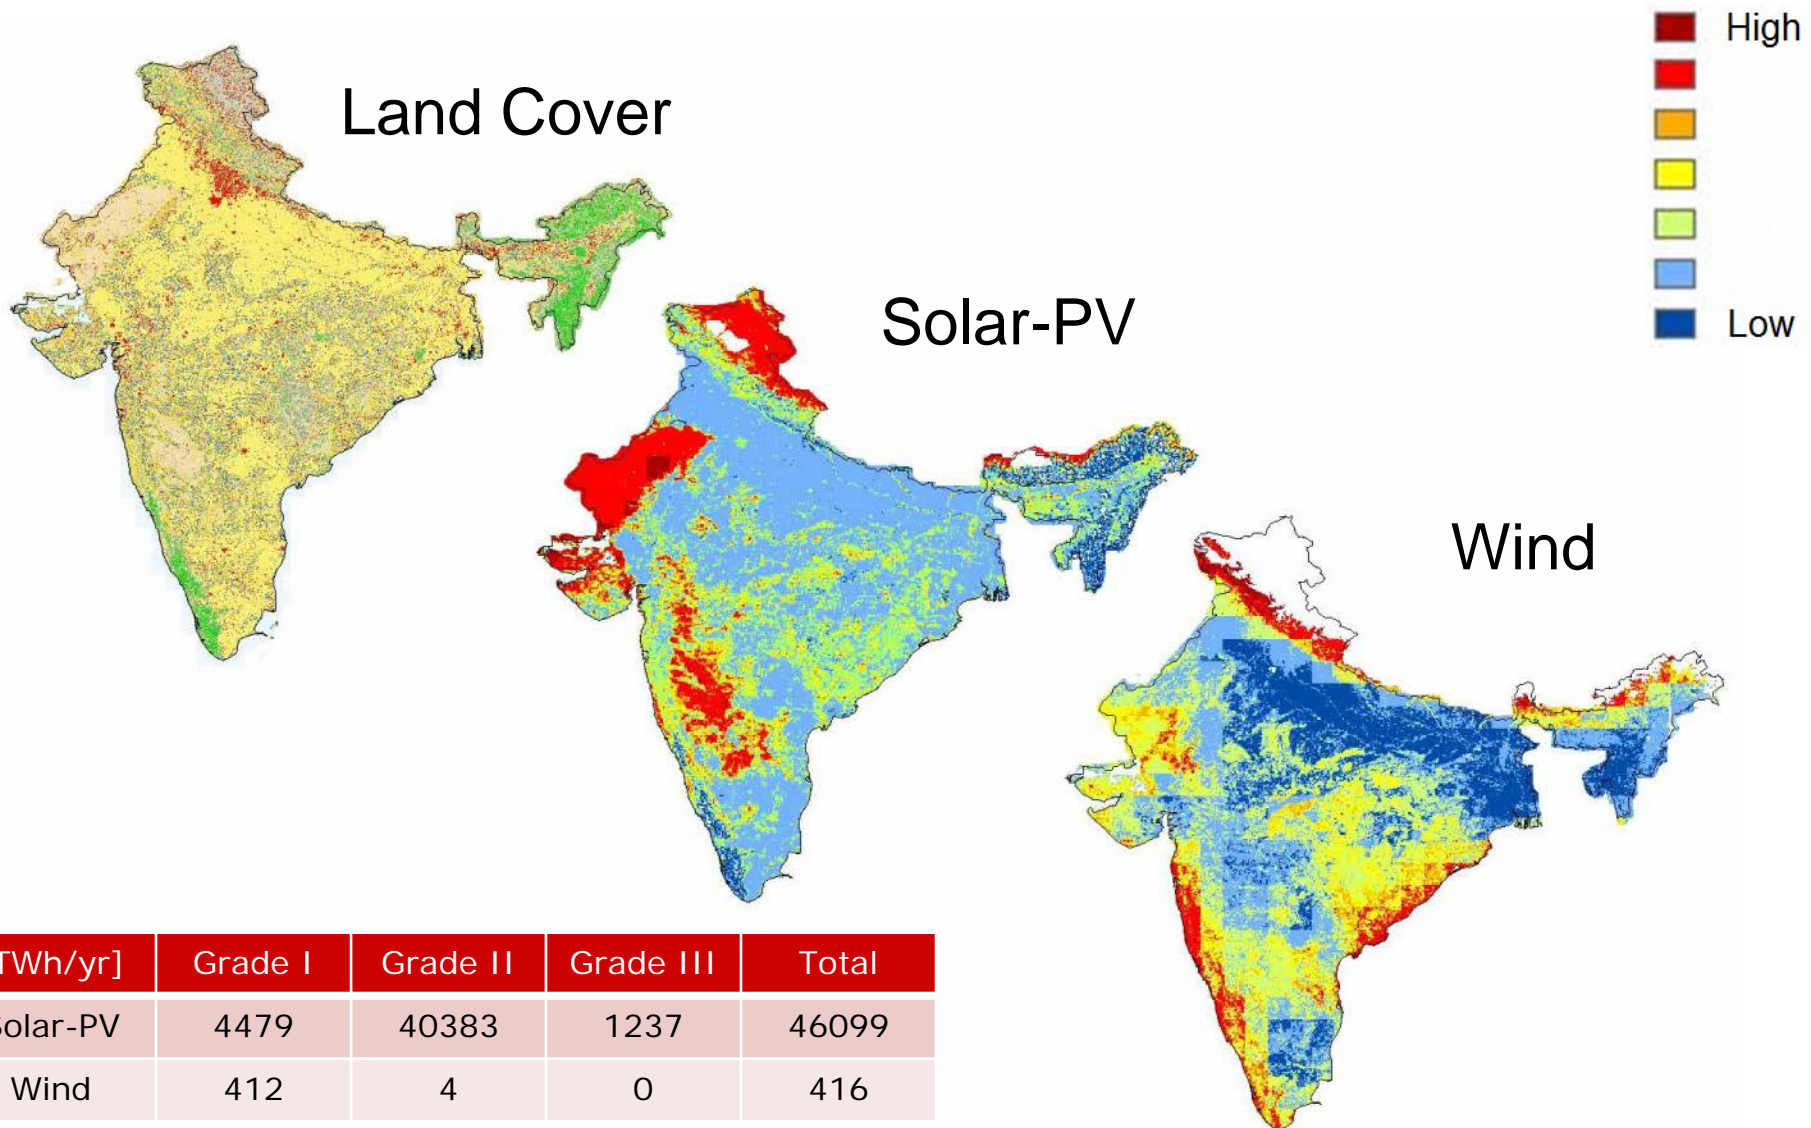 High
Land Cover
Solar-PV
Low
Wind
TWh/yr] Grade I Grade II Grade III Total
Solar-PV 4479 40383 1237 46099
Wind 412 4 0 416